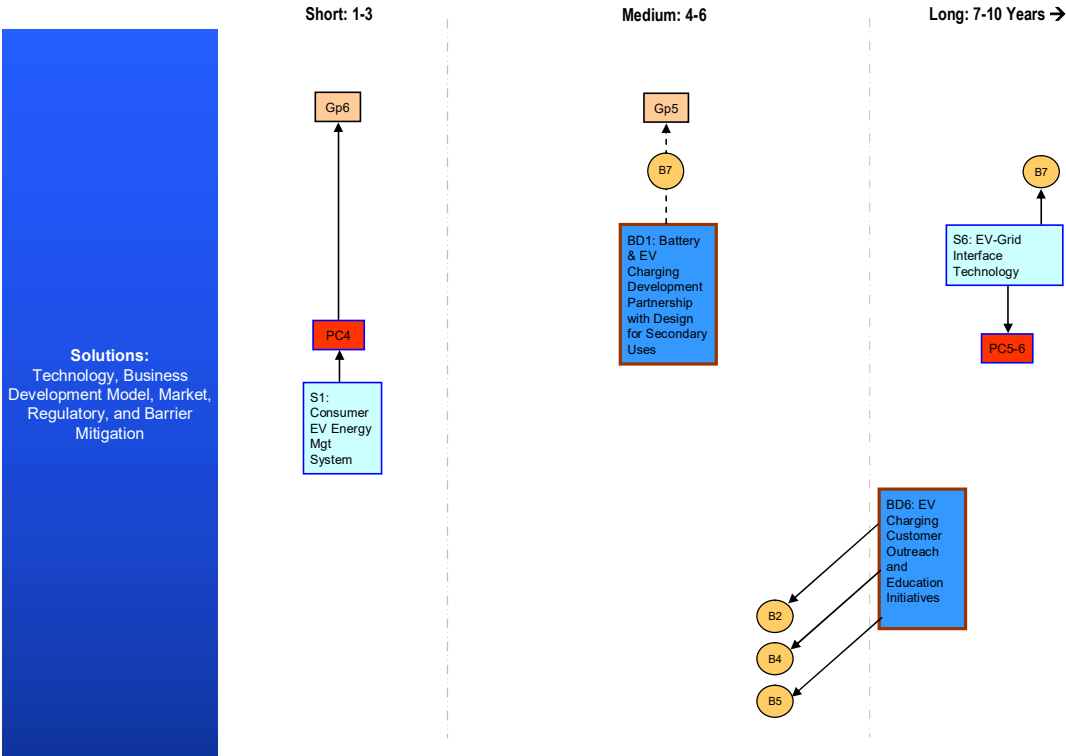 Short: 1-3
Medium: 4-6
Long: 7-10 Years →
Solutions:
Technology, Business
Development Model, Market,
Regulatory, and Barrier
Mitigation
Gp6
PC4
S1:
Consumer
EV Energy
Mgt
System
Gp5
B7
BD1: Battery
& EV
Charging
Development
Partnership
with Design
for Secondary
Uses
B7
S6: EV-Grid
Interface
Technology
PC5-6
BD6: EV
Charging
Customer
Outreach
and
Education
Initiatives
B2
B4
B5